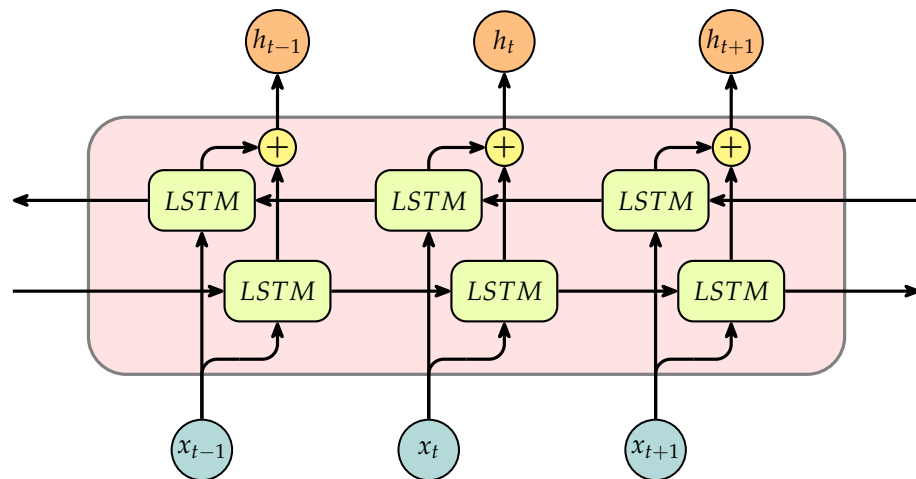 h_{t−1} h_t h_{t+1}
+ + +
LSTM LSTM LSTM
LSTM LSTM LSTM
x_{t−1} x_t x_{t+1}